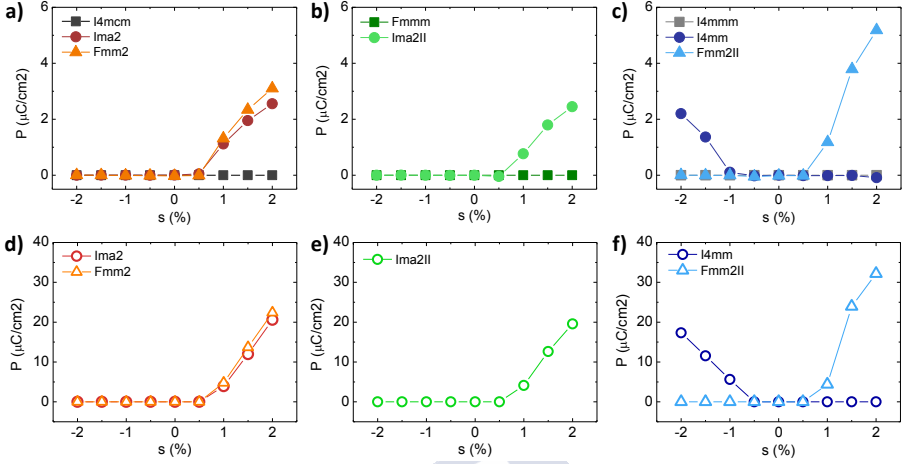 a)
I4mcm
Ima2
Fmm2
P (μC/cm2)
6
4
2
0
-2 -1 0 1 2
s (%)
b)
Fmmm
Ima2II
P (μC/cm2)
6
4
2
0
-2 -1 0 1 2
s (%)
c)
I4mmm
I4mm
Fmm2II
P (μC/cm2)
6
4
2
0
-2 -1 0 1 2
s (%)
d)
Ima2
Fmm2
P (μC/cm2)
40
30
20
10
0
-2 -1 0 1 2
s (%)
e)
Ima2II
P (μC/cm2)
40
30
20
10
0
-2 -1 0 1 2
s (%)
f)
I4mm
Fmm2II
P (μC/cm2)
40
30
20
10
0
-2 -1 0 1 2
s (%)